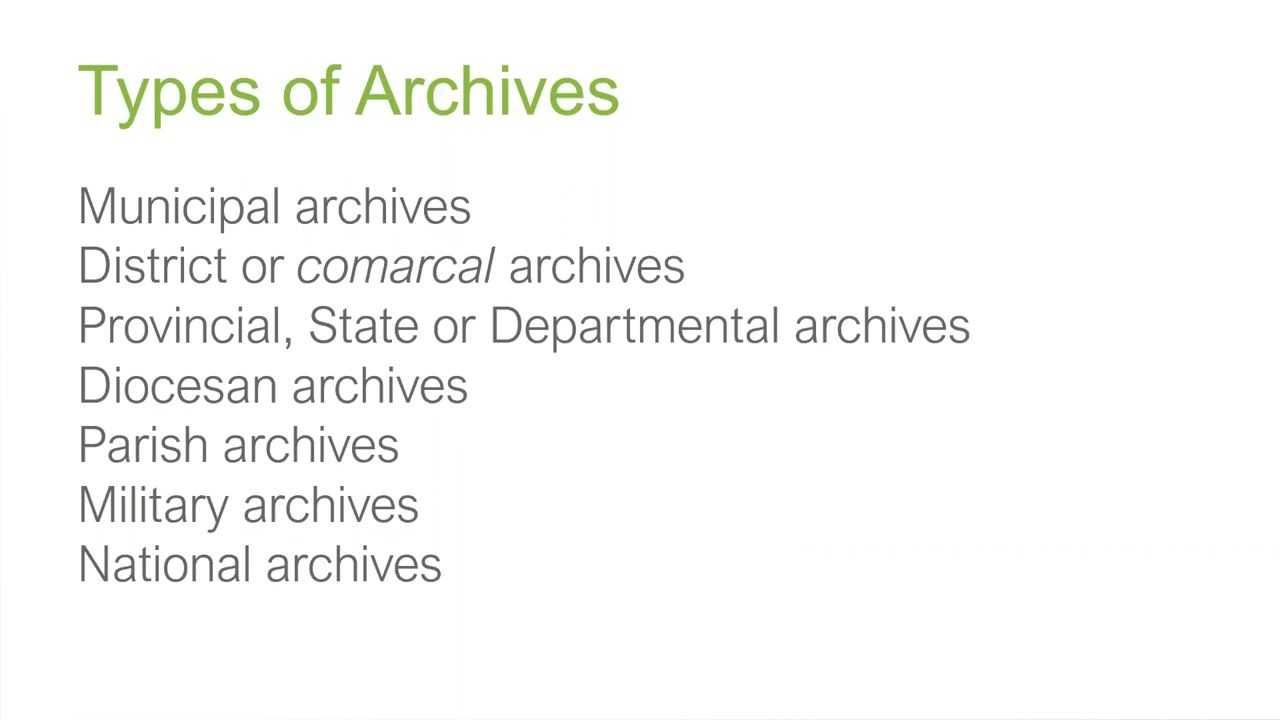 Types of Archives
Municipal archives
District or comarcal archives
Provincial, State or Departmental archives
Diocesan archives
Parish archives
Military archives
National archives